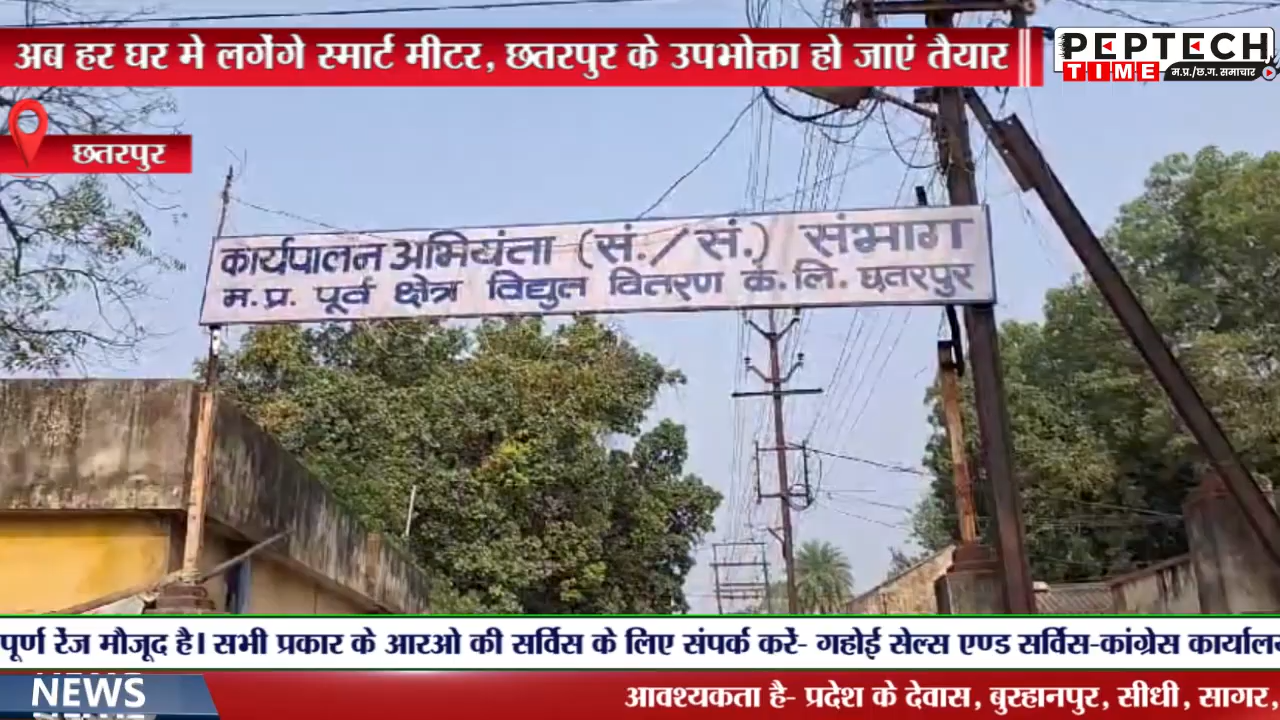 अब हर घर मे लगेंगे स्मार्ट मीटर, छतरपुर के उपभोक्ता हो जाएं तैयार
PEPTECH
TIME म.प्र./छ.ग. समाचार
छतरपुर
कार्यपालन अभियंता (सं./सं.) संभाग
म.प्र. पूर्व क्षेत्र विद्युत वितरण कं. लि. छतरपुर
पूर्ण रेंज मौजूद है। सभी प्रकार के आरओ की सर्विस के लिए संपर्क करें- गहोई सेल्स एण्ड सर्विस-कांग्रेस कार्यालय
NEWS
आवश्यकता है- प्रदेश के देवास, बुरहानपुर, सीधी, सागर,